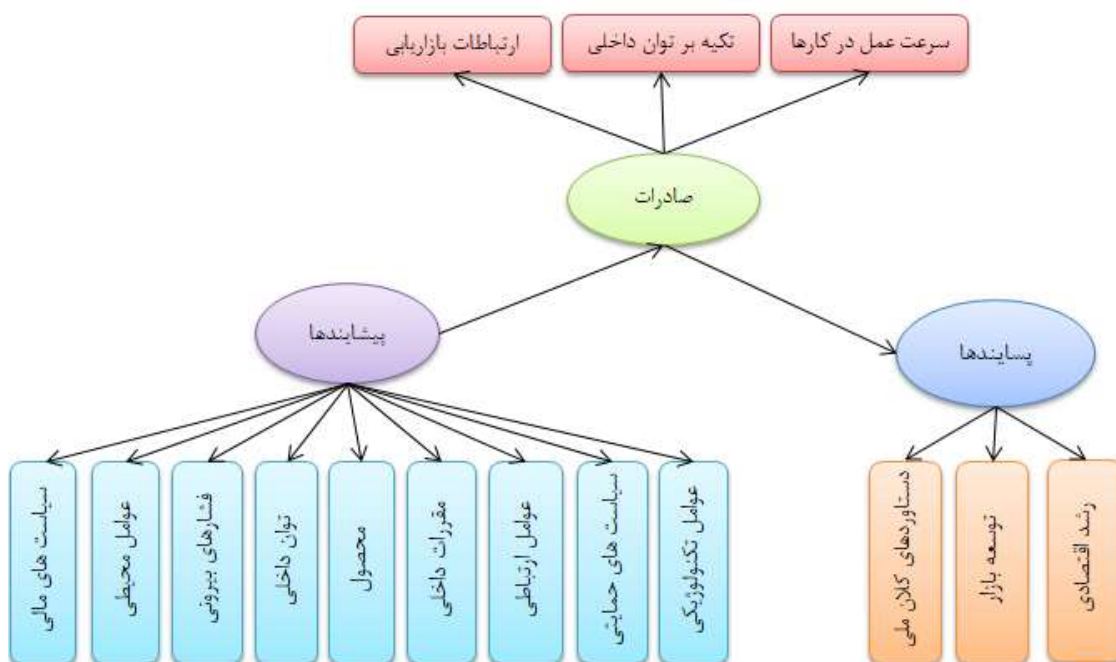 سرعت عمل در کارها
تکیه بر توان داخلی
ارتباطات بازاریابی
صادرات
پیشایندها
پسایندها
رشد اقتصادی
توسعه بازار
دستاوردهای کلان ملی
عوامل تکنولوژیکی
سیاست های حمایتی
عوامل ارتباطی
مقررات داخلی
محصول
توان داخلی
فشارهای بیرونی
عوامل محیطی
سیاست های مالی